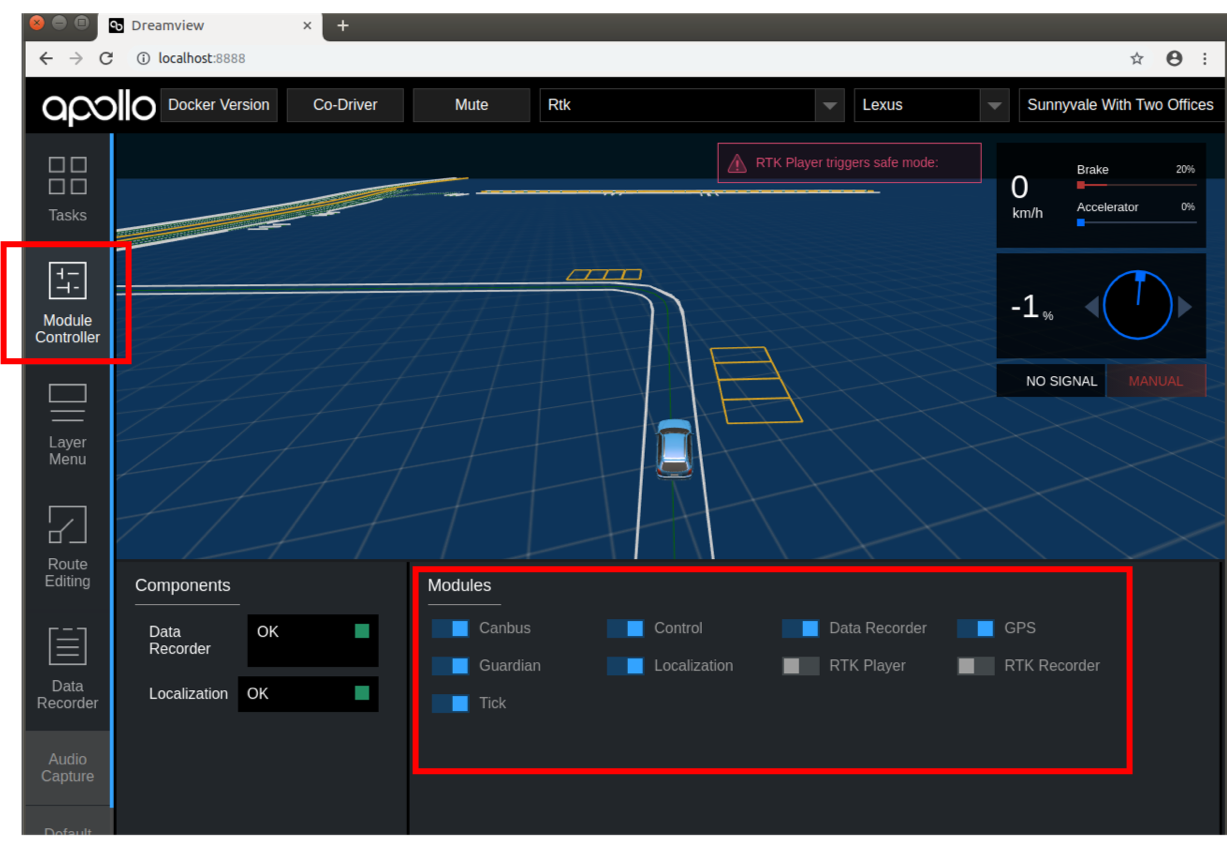 Dreamview
localhost:8888
apollo
Docker Version
Co-Driver
Mute
Rtk
Lexus
Sunnyvale With Two Offices
Tasks
Module
Controller
Layer
Menu
Route
Editing
Data
Recorder
Audio
Capture
Default
RTK Player triggers safe mode:
0
km/h
Brake 20%
Accelerator 0%
-1 %
NO SIGNAL
MANUAL
Components
Data
Recorder
OK
Localization
OK
Modules
Canbus
Control
Data Recorder
GPS
Guardian
Localization
RTK Player
RTK Recorder
Tick